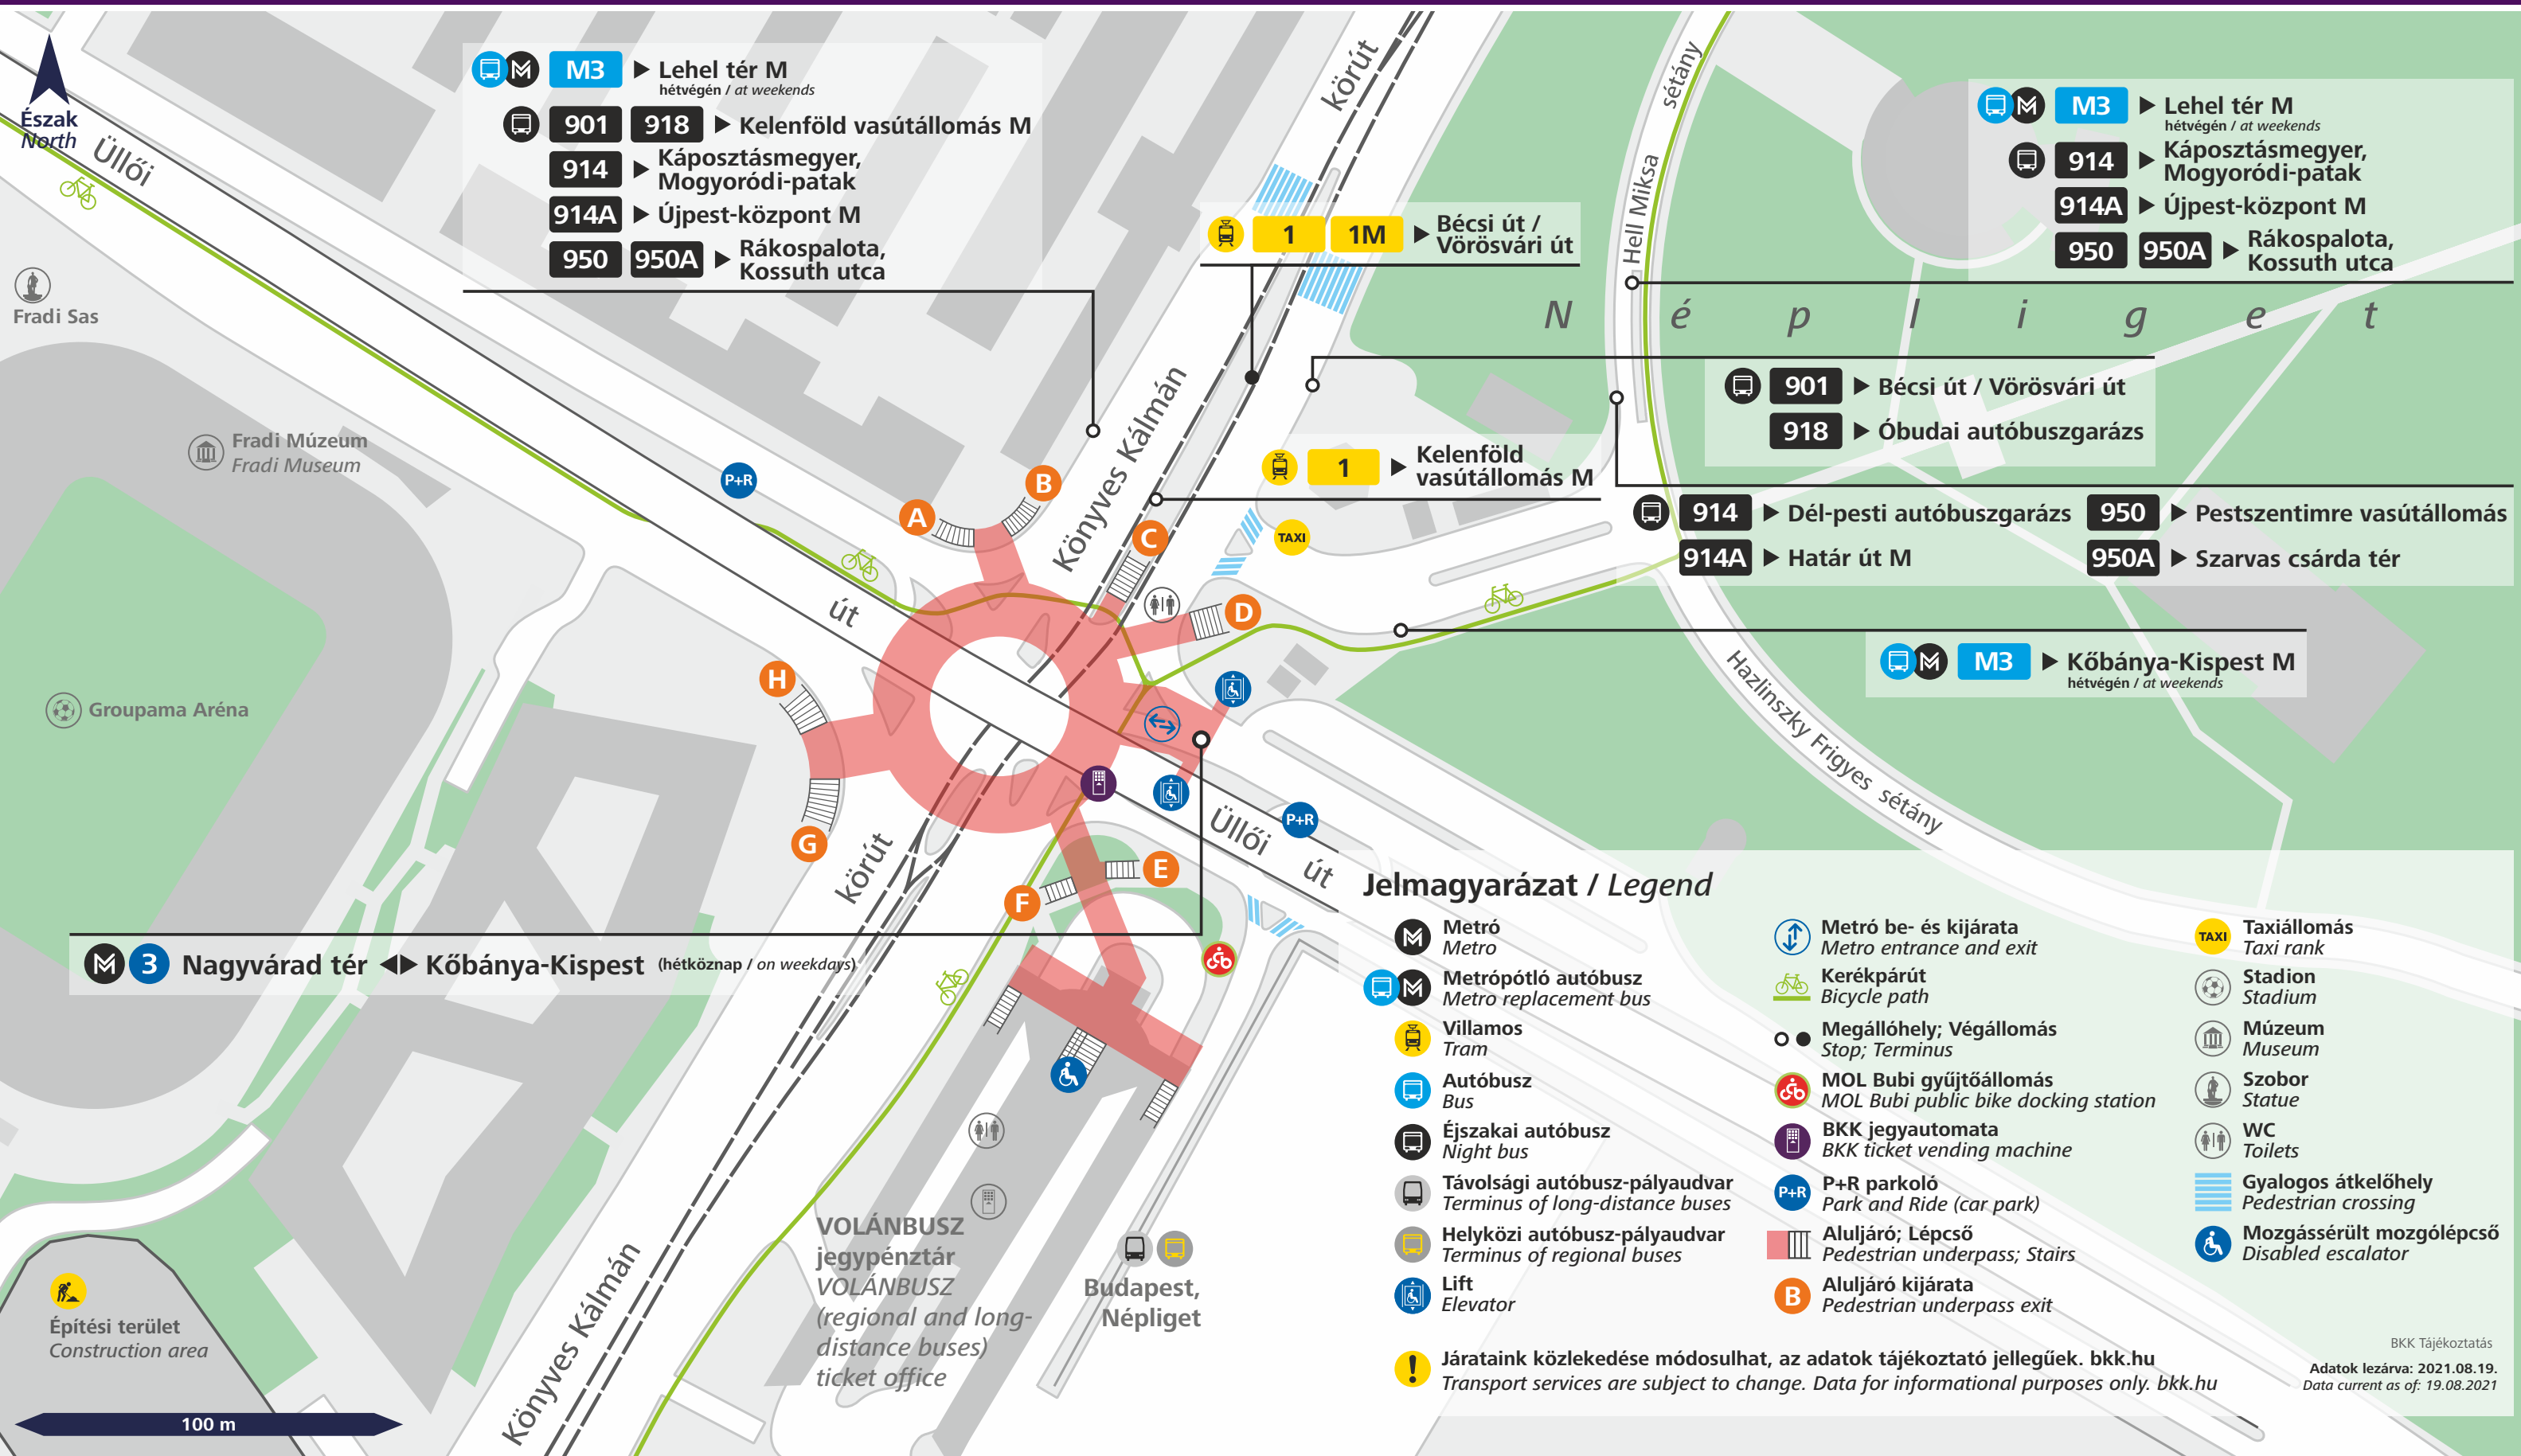 Észak
North
Üllői
M3 Lehel tér M
hétvégén / at weekends
901 918 Kelenföld vasútállomás M
914 Káposztásmegyer,
Mogyoródi-patak
914A Újpest-központ M
950 950A Rákospalota,
Kossuth utca
körút
1 1M Bécsi út /
Vörösvári út
Hell Miksa sétány
M3 Lehel tér M
hétvégén / at weekends
914 Káposztásmegyer,
Mogyoródi-patak
914A Újpest-központ M
950 950A Rákospalota,
Kossuth utca
Népliget
Fradi Sas
Fradi Múzeum
Fradi Museum
P+R
A
B
C
Könyves Kálmán
1 Kelenföld
vasútállomás M
TAXI
901 Bécsi út / Vörösvári út
918 Óbudai autóbuszgarázs
914 Dél-pesti autóbuszgarázs 950 Pestszentimre vasútállomás
914A Határ út M 950A Szarvas csárda tér
út
D
M3 Kőbánya-Kispest M
hétvégén / at weekends
Hazlinszky Frigyes sétány
Groupama Aréna
H
G
E
F
P+R
Üllői út
körút
M 3 Nagyvárad tér Kőbánya-Kispest (hétköznap / on weekdays)
Könyves Kálmán
VOLÁNBUSZ
jegypénztár
VOLÁNBUSZ
(regional and long-
distance buses)
ticket office
Budapest,
Népliget
Építési terület
Construction area
100 m
Jelmagyarázat / Legend
Metró
Metro
Metrópótló autóbusz
Metro replacement bus
Villamos
Tram
Autóbusz
Bus
Éjszakai autóbusz
Night bus
Távolsági autóbusz-pályaudvar
Terminus of long-distance buses
Helyközi autóbusz-pályaudvar
Terminus of regional buses
Lift
Elevator
Metró be- és kijárata
Metro entrance and exit
Kerékpárút
Bicycle path
Megállóhely; Végállomás
Stop; Terminus
MOL Bubi gyűjtőállomás
MOL Bubi public bike docking station
BKK jegyautomata
BKK ticket vending machine
P+R
P+R parkoló
Park and Ride (car park)
Aluljáró; Lépcső
Pedestrian underpass; Stairs
B
Aluljáró kijárata
Pedestrian underpass exit
TAXI
Taxiállomás
Taxi rank
Stadion
Stadium
Múzeum
Museum
Szobor
Statue
WC
Toilets
Gyalogos átkelőhely
Pedestrian crossing
Mozgássérült mozgólépcső
Disabled escalator
! Járataink közlekedése módosulhat, az adatok tájékoztató jellegűek. bkk.hu
Transport services are subject to change. Data for informational purposes only. bkk.hu
BKK Tájékoztatás
Adatok lezárva: 2021.08.19.
Data current as of: 19.08.2021